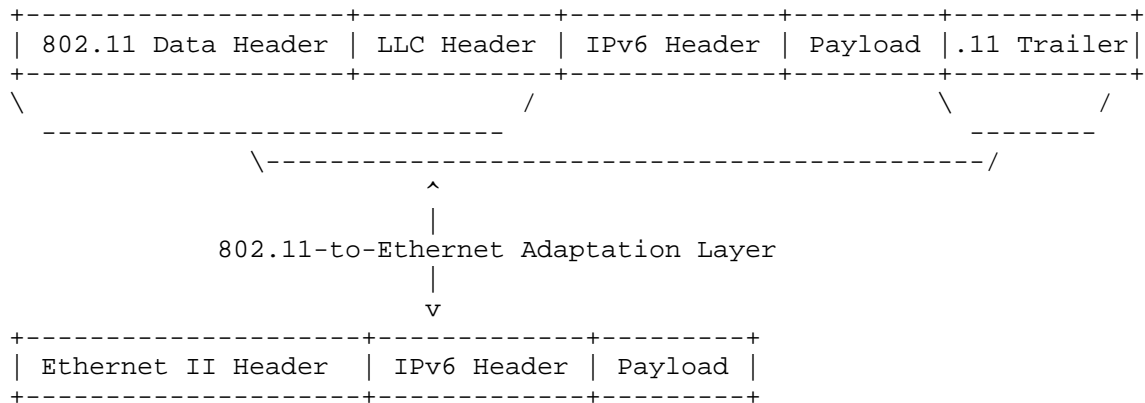 +--------------------+------------+-------------+---------+-----------+
| 802.11 Data Header | LLC Header | IPv6 Header | Payload |.11 Trailer|
+--------------------+------------+-------------+---------+-----------+
\                               /                         \         /
  -----------------------------                             --------
               \---------------------------------------------/
                          ^
                          |
             802.11-to-Ethernet Adaptation Layer
                          |
                          v
+---------------------+-------------+---------+
| Ethernet II Header  | IPv6 Header | Payload |
+---------------------+-------------+---------+